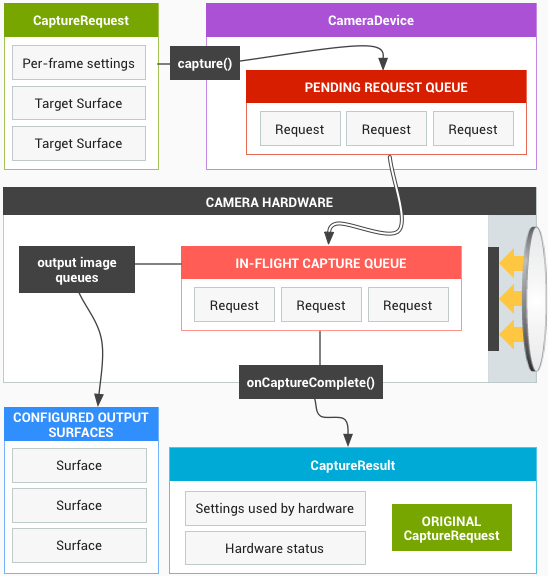 CaptureRequest
Per-frame settings
Target Surface
Target Surface
capture()
CameraDevice
PENDING REQUEST QUEUE
Request
Request
Request
CAMERA HARDWARE
output image
queues
IN-FLIGHT CAPTURE QUEUE
Request
Request
Request
onCaptureComplete()
CONFIGURED OUTPUT
SURFACES
Surface
Surface
Surface
CaptureResult
Settings used by hardware
Hardware status
ORIGINAL
CaptureRequest